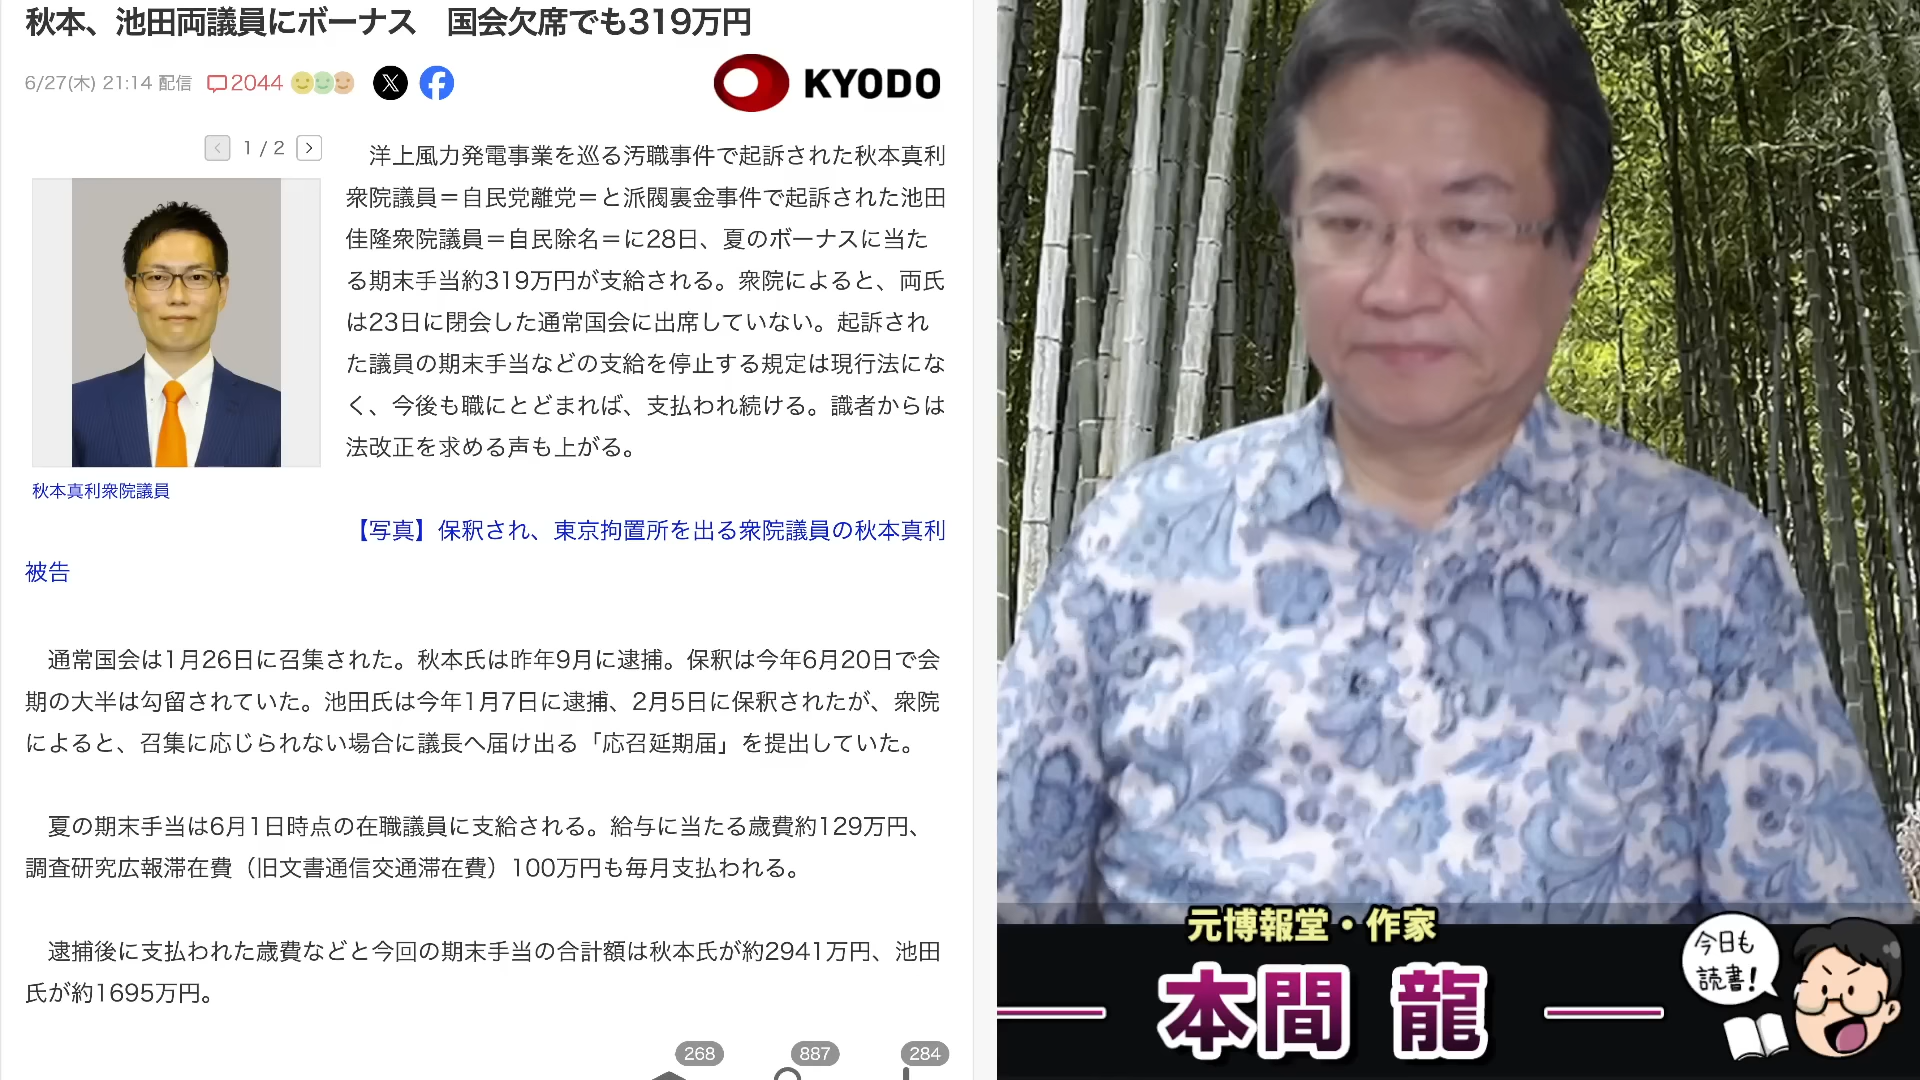 秋本、池田両議員にボーナス　国会欠席でも319万円
6/27(木) 21:14 配信
2044
KYODO
1 / 2
洋上風力発電事業を巡る汚職事件で起訴された秋本真利
衆院議員＝自民党離党＝と派閥裏金事件で起訴された池田
佳隆衆院議員＝自民除名＝に28日、夏のボーナスに当た
る期末手当約319万円が支給される。衆院によると、両氏
は23日に閉会した通常国会に出席していない。起訴され
た議員の期末手当などの支給を停止する規定は現行法にな
く、今後も職にとどまれば、支払われ続ける。識者からは
法改正を求める声も上がる。
秋本真利衆院議員
【写真】保釈され、東京拘置所を出る衆院議員の秋本真利
被告
通常国会は1月26日に召集された。秋本氏は昨年9月に逮捕。保釈は今年6月20日で会
期の大半は勾留されていた。池田氏は今年1月7日に逮捕、2月5日に保釈されたが、衆院
によると、召集に応じられない場合に議長へ届け出る「応召延期届」を提出していた。
夏の期末手当は6月1日時点の在職議員に支給される。給与に当たる歳費約129万円、
調査研究広報滞在費（旧文書通信交通滞在費）100万円も毎月支払われる。
逮捕後に支払われた歳費などと今回の期末手当の合計額は秋本氏が約2941万円、池田
氏が約1695万円。
268
887
284
元博報堂・作家
本間 龍
今日も
読書!